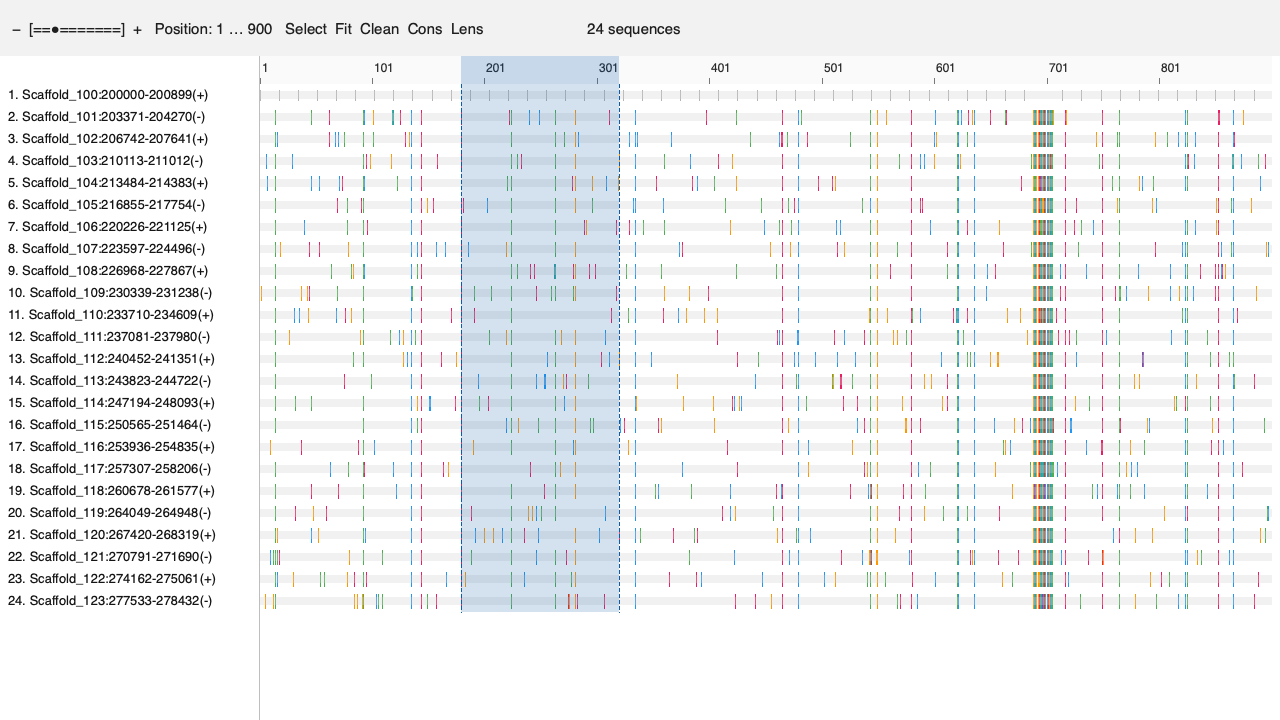 − [==●=======] + Position: 1 … 900 Select Fit Clean Cons Lens 24 sequences
1 101 201 301 401 501 601 701 801
1. Scaffold_100:200000-200899(+)
2. Scaffold_101:203371-204270(-)
3. Scaffold_102:206742-207641(+)
4. Scaffold_103:210113-211012(-)
5. Scaffold_104:213484-214383(+)
6. Scaffold_105:216855-217754(-)
7. Scaffold_106:220226-221125(+)
8. Scaffold_107:223597-224496(-)
9. Scaffold_108:226968-227867(+)
10. Scaffold_109:230339-231238(-)
11. Scaffold_110:233710-234609(+)
12. Scaffold_111:237081-237980(-)
13. Scaffold_112:240452-241351(+)
14. Scaffold_113:243823-244722(-)
15. Scaffold_114:247194-248093(+)
16. Scaffold_115:250565-251464(-)
17. Scaffold_116:253936-254835(+)
18. Scaffold_117:257307-258206(-)
19. Scaffold_118:260678-261577(+)
20. Scaffold_119:264049-264948(-)
21. Scaffold_120:267420-268319(+)
22. Scaffold_121:270791-271690(-)
23. Scaffold_122:274162-275061(+)
24. Scaffold_123:277533-278432(-)